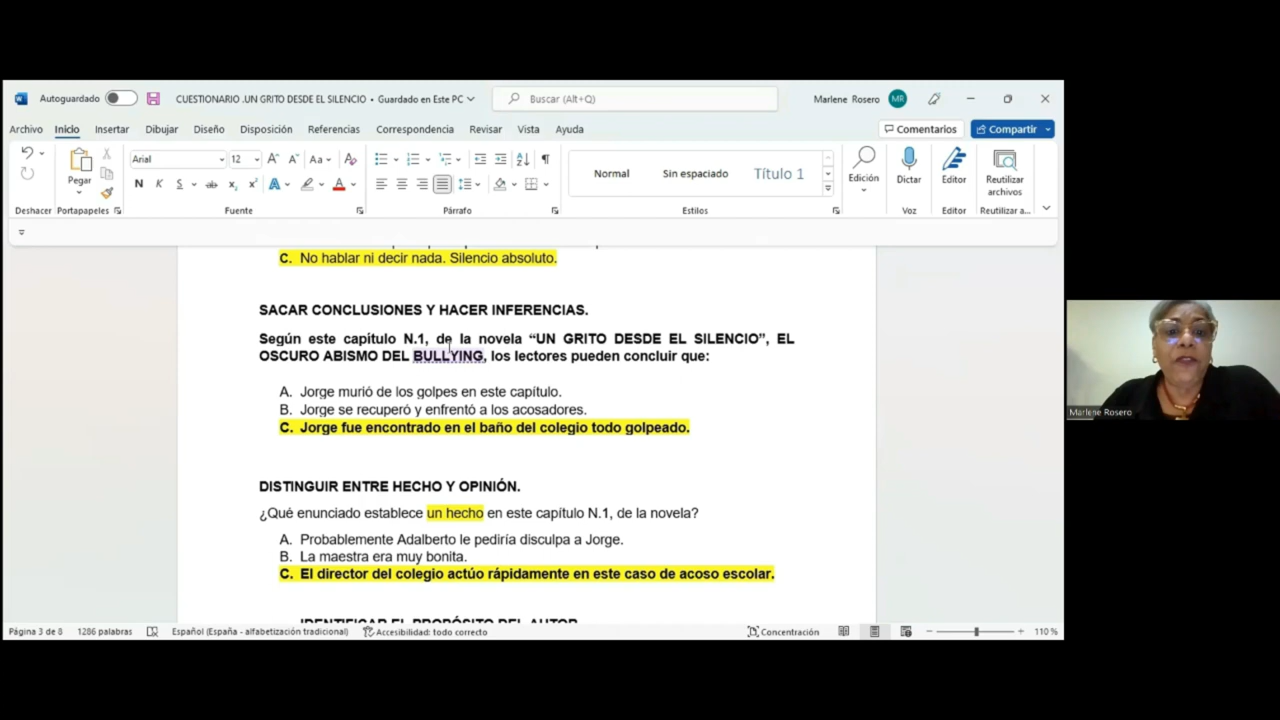 Autoguardado
CUESTIONARIO .UN GRITO DESDE EL SILENCIO • Guardado en Este PC
Buscar (Alt+Q)
Marlene Rosero
MR
Archivo Inicio Insertar Dibujar Diseño Disposición Referencias Correspondencia Revisar Vista Ayuda
Comentarios
Compartir
Arial
12
Pegar
Normal
Sin espaciado
Título 1
Edición
Dictar
Editor
Reutilizar
archivos
Deshacer
Portapapeles
Fuente
Párrafo
Estilos
Voz
Editor
Reutilizar a...
C. No hablar ni decir nada. Silencio absoluto.
SACAR CONCLUSIONES Y HACER INFERENCIAS.
Según este capítulo N.1, de la novela “UN GRITO DESDE EL SILENCIO”, EL
OSCURO ABISMO DEL BULLYING, los lectores pueden concluir que:
A. Jorge murió de los golpes en este capítulo.
B. Jorge se recuperó y enfrentó a los acosadores.
C. Jorge fue encontrado en el baño del colegio todo golpeado.
DISTINGUIR ENTRE HECHO Y OPINIÓN.
¿Qué enunciado establece un hecho en este capítulo N.1, de la novela?
A. Probablemente Adalberto le pediría disculpa a Jorge.
B. La maestra era muy bonita.
C. El director del colegio actúo rápidamente en este caso de acoso escolar.
IDENTIFICAR EL PROPÓSITO DEL AUTOR
Página 3 de 8
1286 palabras
Español (España - alfabetización tradicional)
Accesibilidad: todo correcto
Concentración
110 %
Marlene Rosero